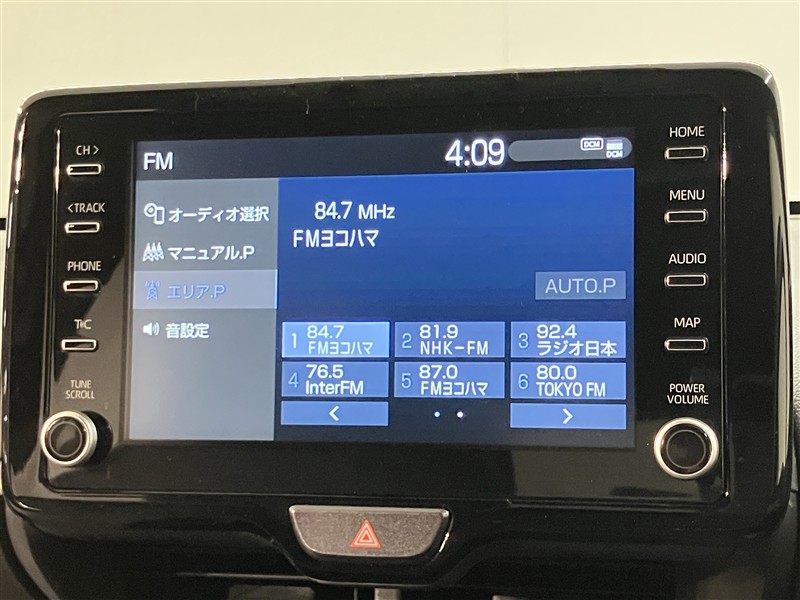 CH >
< TRACK
PHONE
T C
TUNE
SCROLL
FM
4:09
DCM
DCM
オーディオ選択
マニュアル.P
エリア.P
音設定
84.7 MHz
FMヨコハマ
AUTO.P
1 84.7
FMヨコハマ
2 81.9
NHK-FM
3 92.4
ラジオ日本
4 76.5
InterFM
5 87.0
FMヨコハマ
6 80.0
TOKYO FM
<
>
HOME
MENU
AUDIO
MAP
POWER
VOLUME